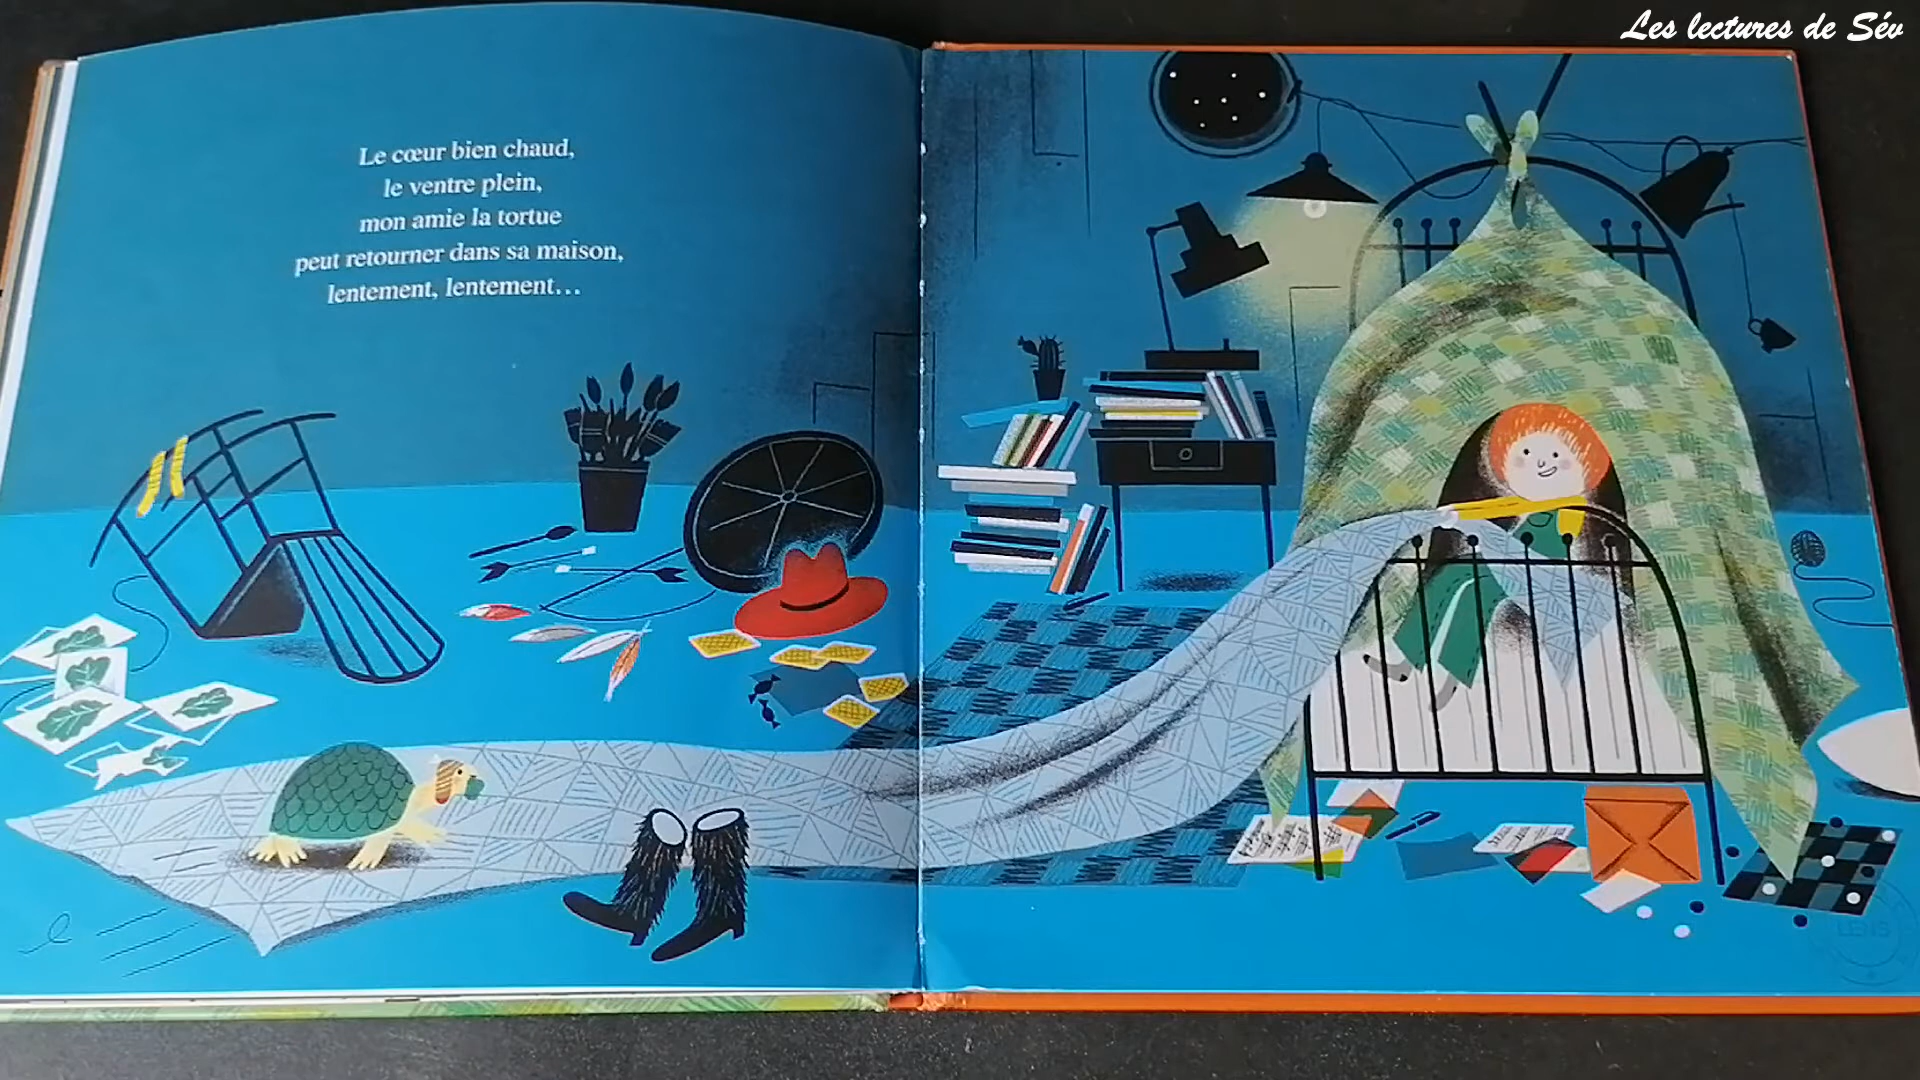 Les lectures de Sév
Le cœur bien chaud,
le ventre plein,
mon amie la tortue
peut retourner dans sa maison,
lentement, lentement…
LENS